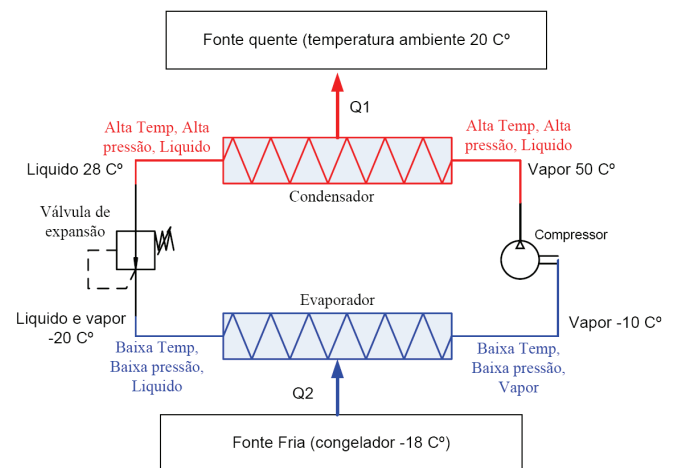 Fonte quente (temperatura ambiente 20 Cº
Q1
Alta Temp, Alta
pressão, Liquido
Alta Temp, Alta
pressão, Liquido
Liquido 28 Cº
Vapor 50 Cº
Condensador
Válvula de
expansão
Compressor
Evaporador
Liquido e vapor
-20 Cº
Vapor -10 Cº
Baixa Temp,
Baixa pressão,
Liquido
Baixa Temp,
Baixa pressão,
Vapor
Q2
Fonte Fria (congelador -18 Cº)